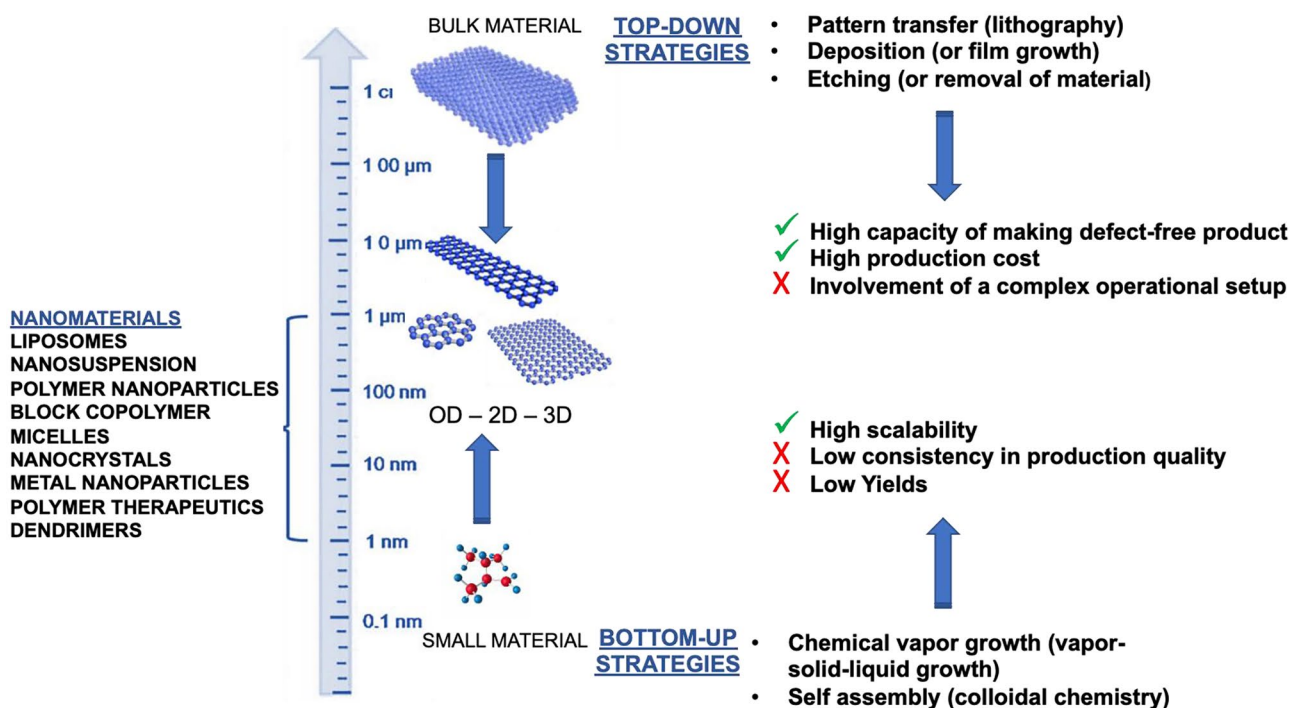 BULK MATERIAL
TOP-DOWN
STRATEGIES
• Pattern transfer (lithography)
• Deposition (or film growth)
• Etching (or removal of material)
1 cı
100 µm
10 µm
1 µm
100 nm
10 nm
1 nm
0.1 nm
✓ High capacity of making defect-free product
✓ High production cost
X Involvement of a complex operational setup
NANOMATERIALS
LIPOSOMES
NANOSUSPENSION
POLYMER NANOPARTICLES
BLOCK COPOLYMER
MICELLES
NANOCRYSTALS
METAL NANOPARTICLES
POLYMER THERAPEUTICS
DENDRIMERS
OD – 2D – 3D
✓ High scalability
X Low consistency in production quality
X Low Yields
SMALL MATERIAL
BOTTOM-UP
STRATEGIES
• Chemical vapor growth (vapor-
solid-liquid growth)
• Self assembly (colloidal chemistry)